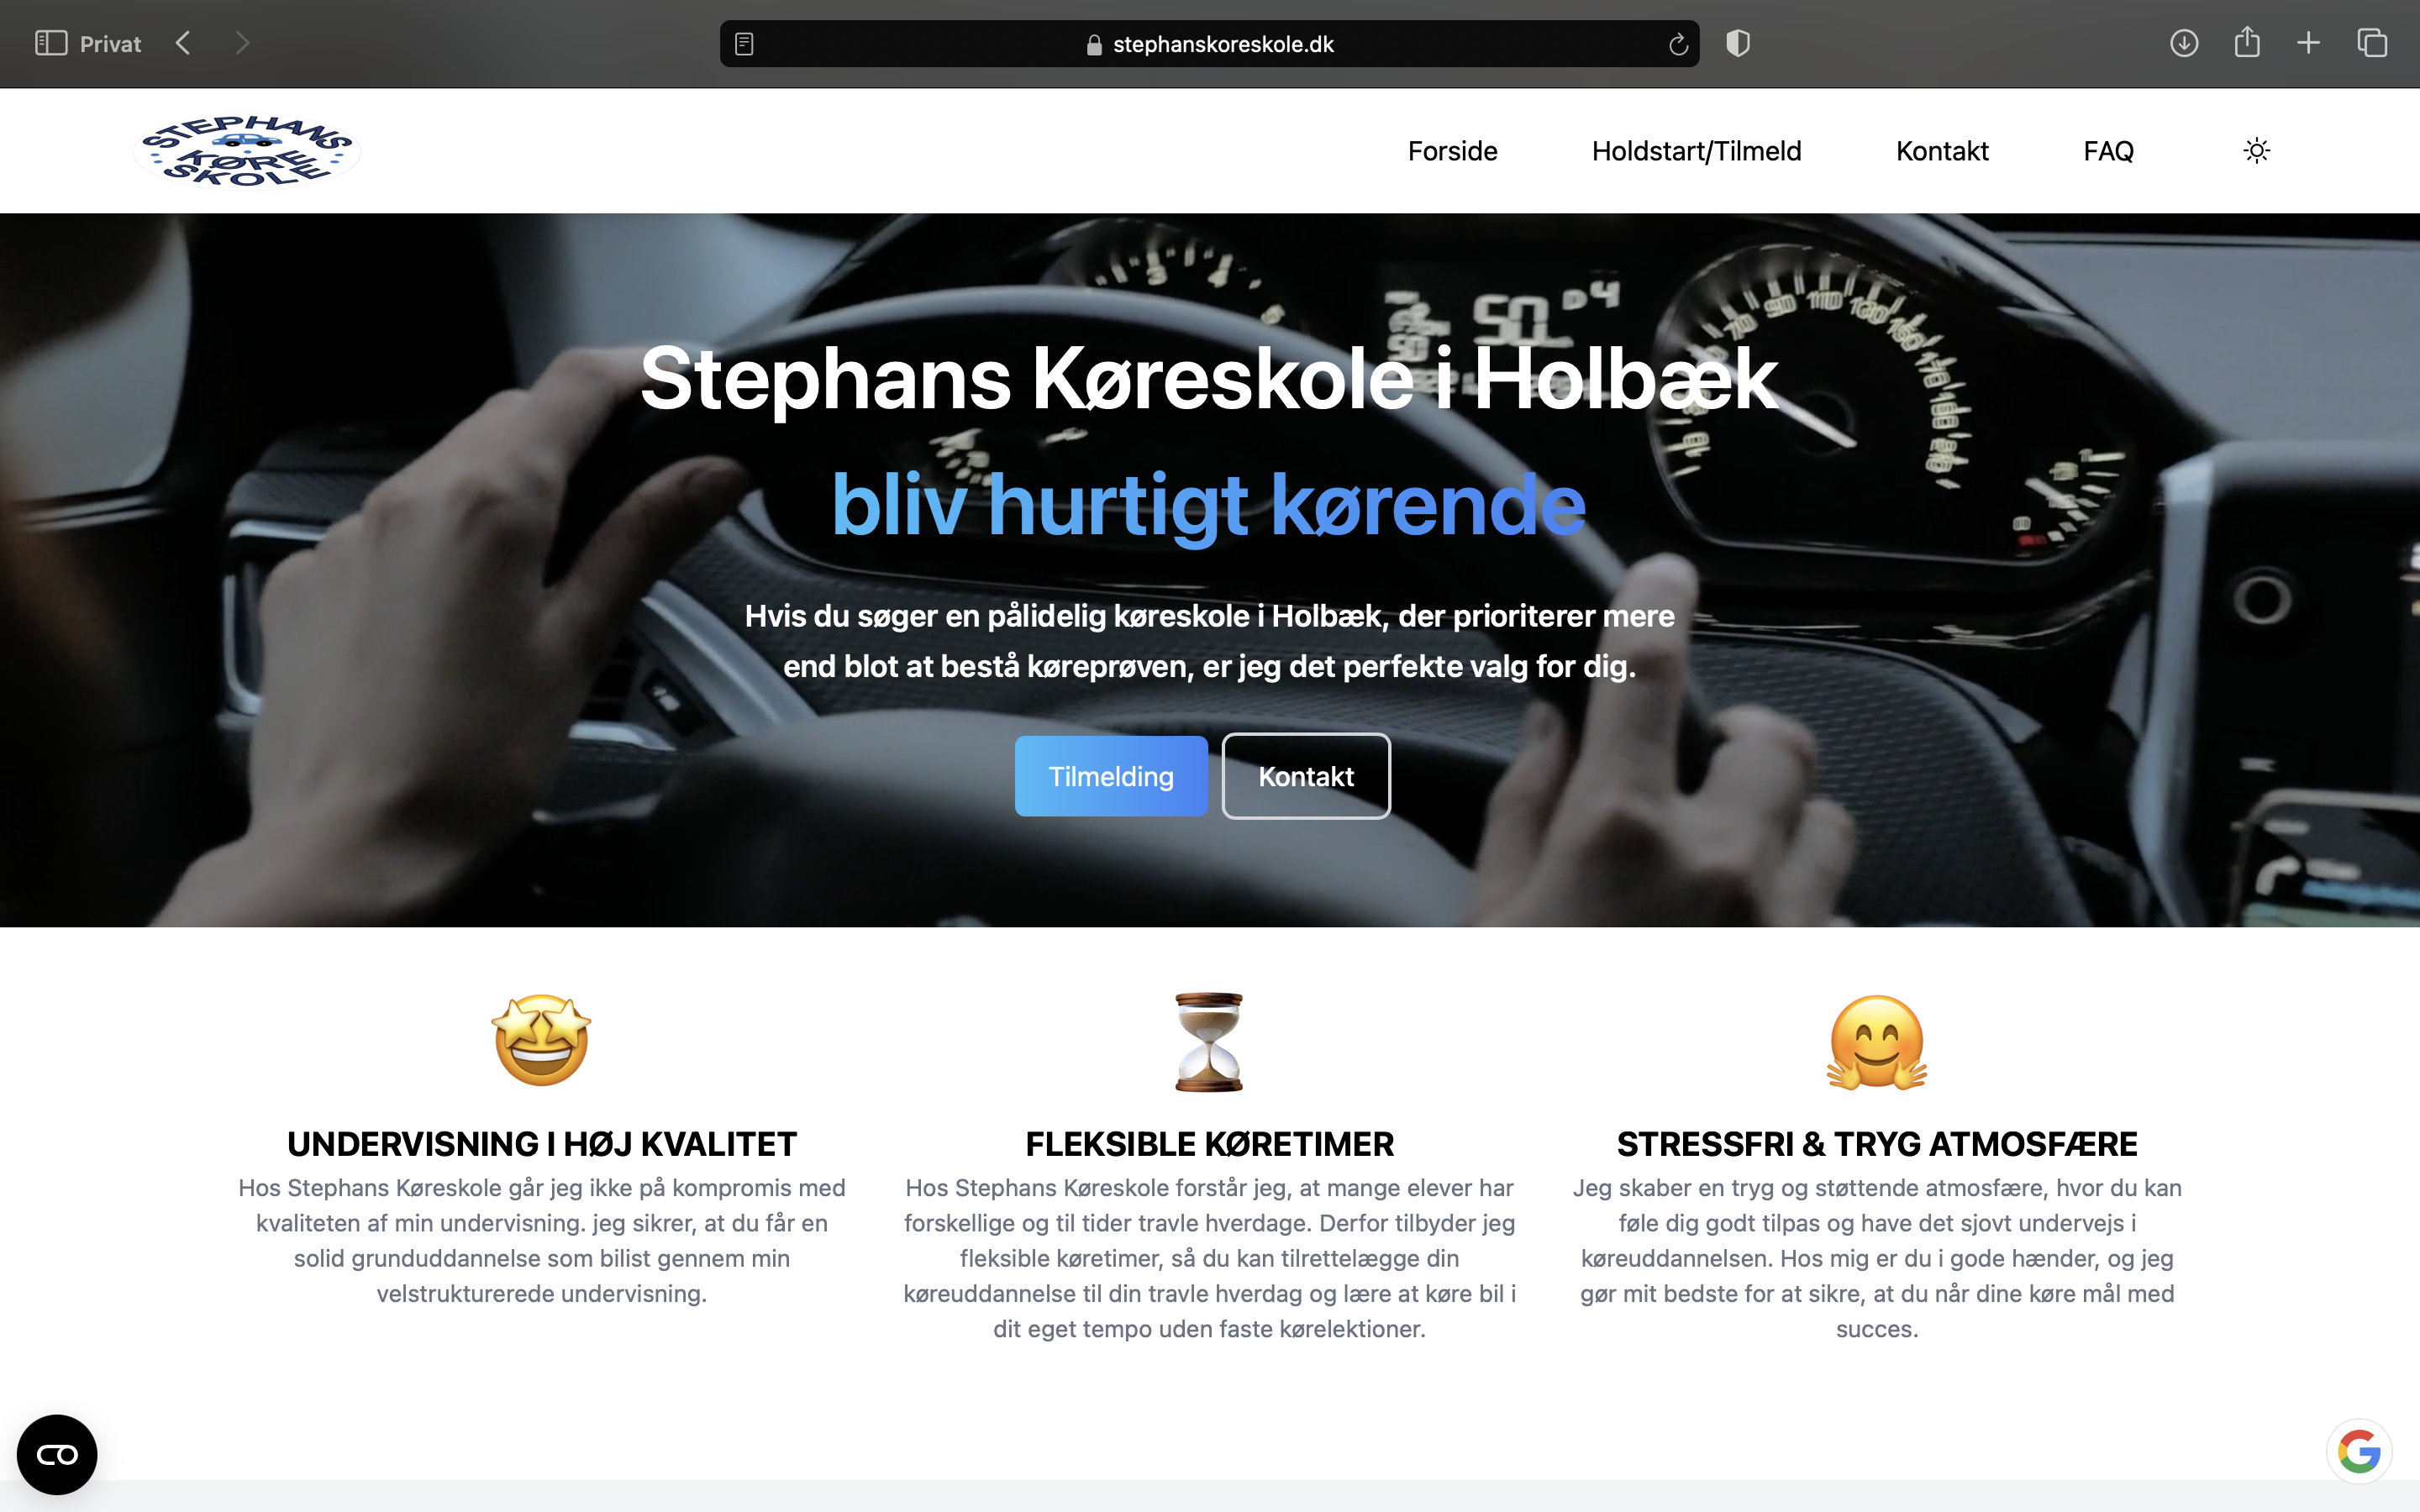 Privat
stephanskoreskole.dk
STEPHANS
KØRE
SKOLE
Forside Holdstart/Tilmeld Kontakt FAQ
Stephans Køreskole i Holbæk
bliv hurtigt kørende
Hvis du søger en pålidelig køreskole i Holbæk, der prioriterer mere
end blot at bestå køreprøven, er jeg det perfekte valg for dig.
Tilmelding Kontakt
UNDERVISNING I HØJ KVALITET
Hos Stephans Køreskole går jeg ikke på kompromis med
kvaliteten af min undervisning. jeg sikrer, at du får en
solid grunduddannelse som bilist gennem min
velstrukturerede undervisning.
FLEKSIBLE KØRETIMER
Hos Stephans Køreskole forstår jeg, at mange elever har
forskellige og til tider travle hverdage. Derfor tilbyder jeg
fleksible køretimer, så du kan tilrettelægge din
køreuddannelse til din travle hverdag og lære at køre bil i
dit eget tempo uden faste kørelektioner.
STRESSFRI & TRYG ATMOSFÆRE
Jeg skaber en tryg og støttende atmosfære, hvor du kan
føle dig godt tilpas og have det sjovt undervejs i
køreuddannelsen. Hos mig er du i gode hænder, og jeg
gør mit bedste for at sikre, at du når dine køre mål med
succes.